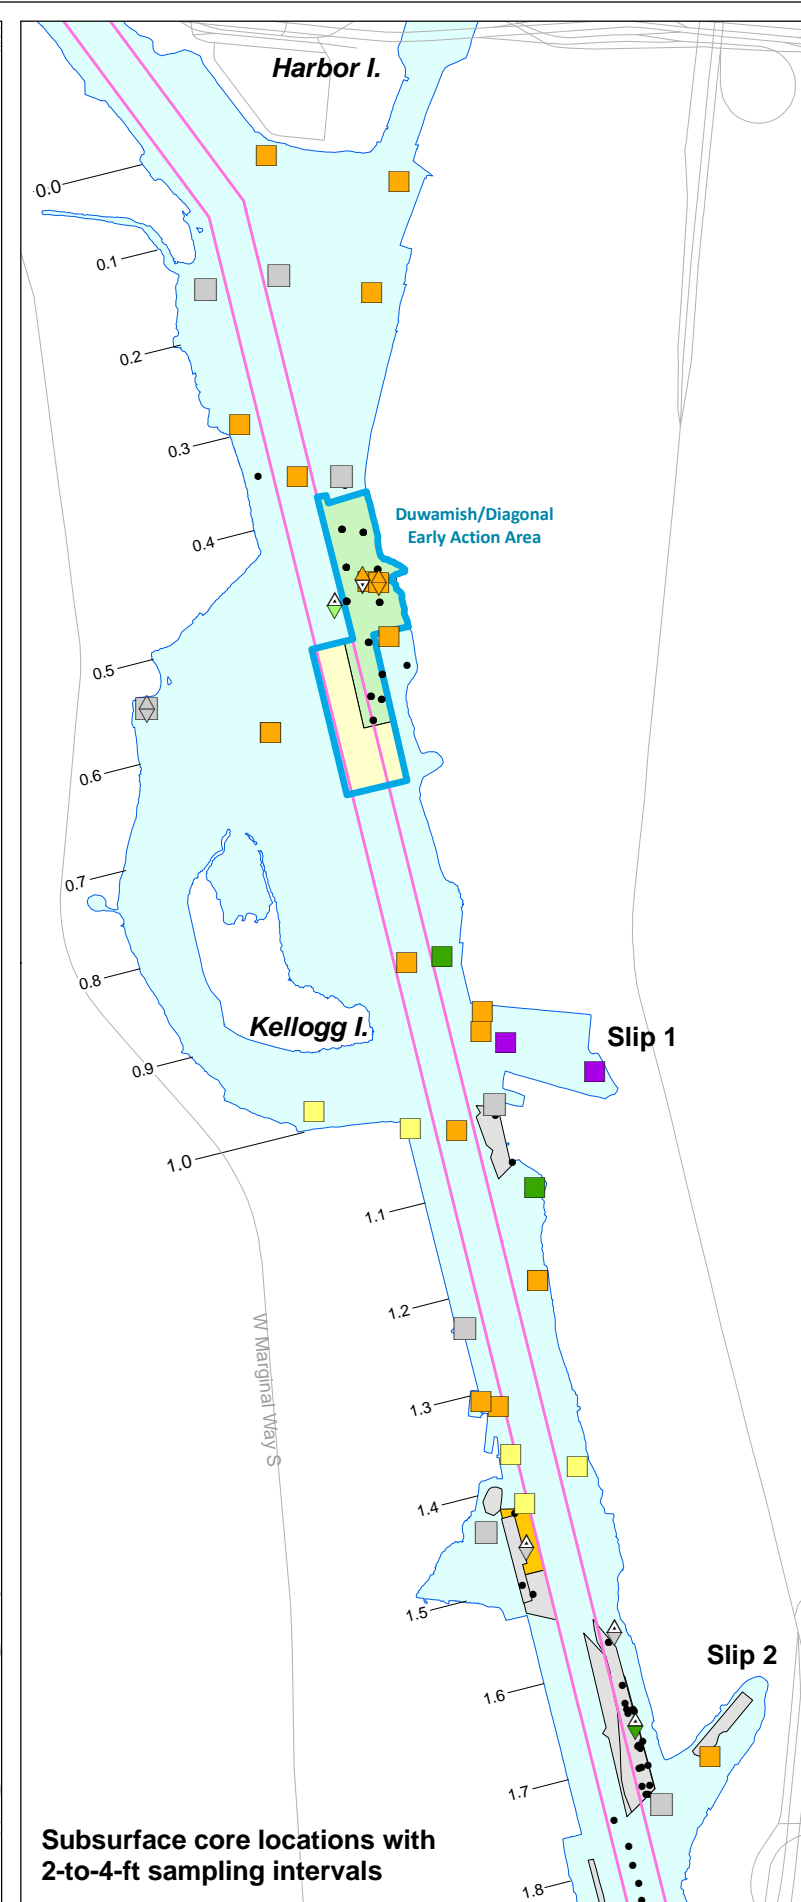 Harbor I.
0.0
0.1
0.2
0.3
Duwamish/Diagonal
Early Action Area
0.4
0.5
0.6
0.7
0.8
Kellogg I.
Slip 1
0.9
1.0
1.1
1.2
W Marginal Way S
1.3
1.4
1.5
Slip 2
1.6
1.7
Subsurface core locations with
2-to-4-ft sampling intervals
1.8